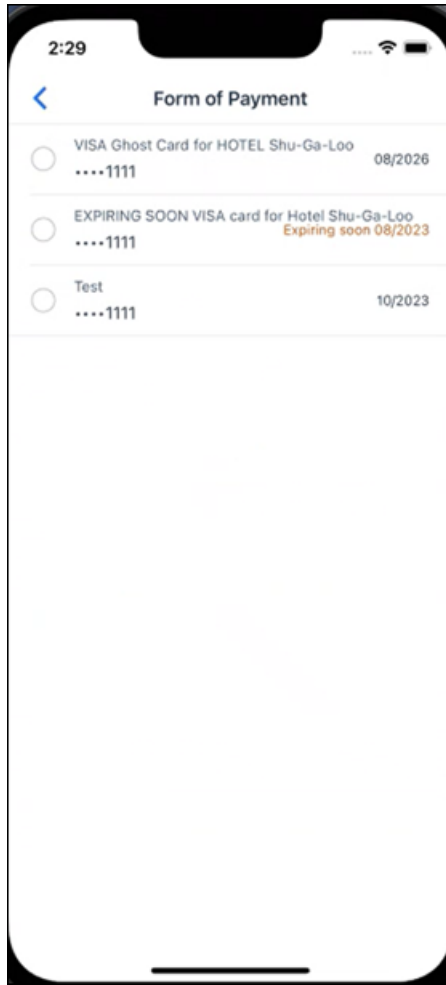 2:29
Form of Payment
VISA Ghost Card for HOTEL Shu-Ga-Loo
••••1111
08/2026
EXPIRING SOON VISA card for Hotel Shu-Ga-Loo
Expiring soon 08/2023
••••1111
Test
••••1111
10/2023